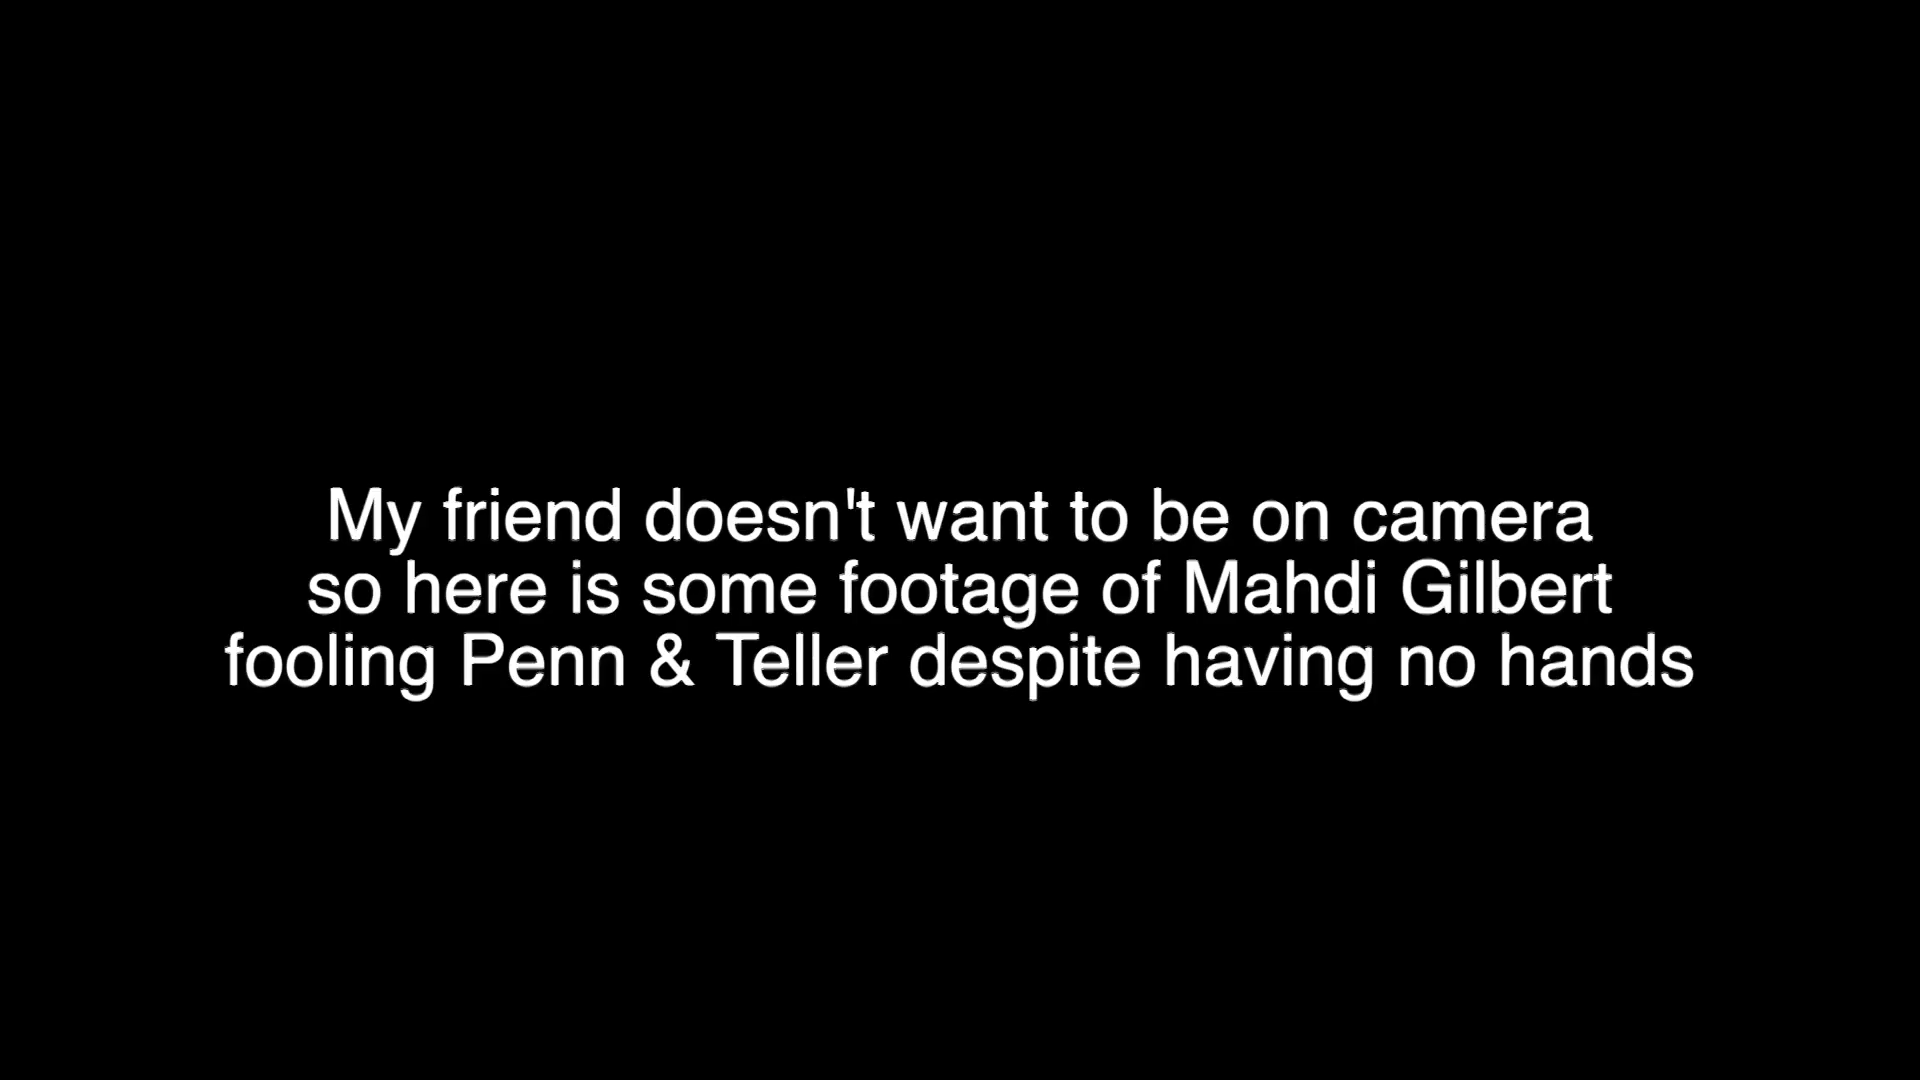 My friend doesn't want to be on camera
so here is some footage of Mahdi Gilbert
fooling Penn & Teller despite having no hands